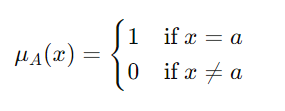 μ_A(x) = { 1 if x = a
0 if x ≠ a